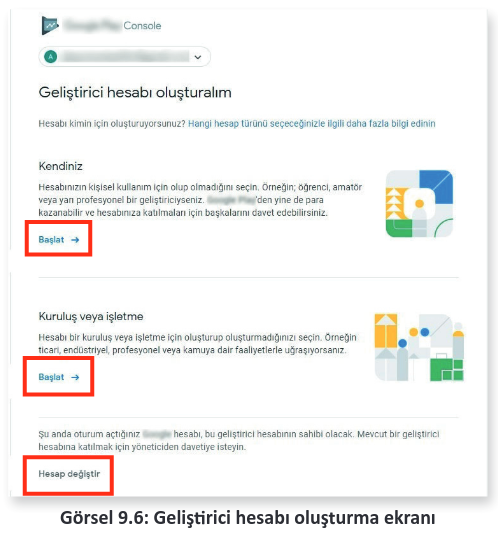 Console
A
Geliştirici hesabı oluşturalım
Hesabı kimin için oluşturuyorsunuz? Hangi hesap türünü seçeceğinizle ilgili daha fazla bilgi edinin
Kendiniz
Hesabınızın kişisel kullanım için olup olmadığını seçin. Örneğin; öğrenci, amatör
veya yarı profesyonel bir geliştiriciyseniz. Google Play'den yine de para
kazanabilir ve hesabınıza katılmaları için başkalarını davet edebilirsiniz.
Başlat →
Kuruluş veya işletme
Hesabı bir kuruluş veya işletme için oluşturup oluşturmadığınızı seçin. Örneğin
ticari, endüstriyel, profesyonel veya kamuya dair faaliyetlerle uğraşıyorsanız.
Başlat →
Şu anda oturum açtığınız Google hesabı, bu geliştirici hesabının sahibi olacak. Mevcut bir geliştirici
hesabına katılmak için yöneticiden davetiye isteyin.
Hesap değiştir
Görsel 9.6: Geliştirici hesabı oluşturma ekranı